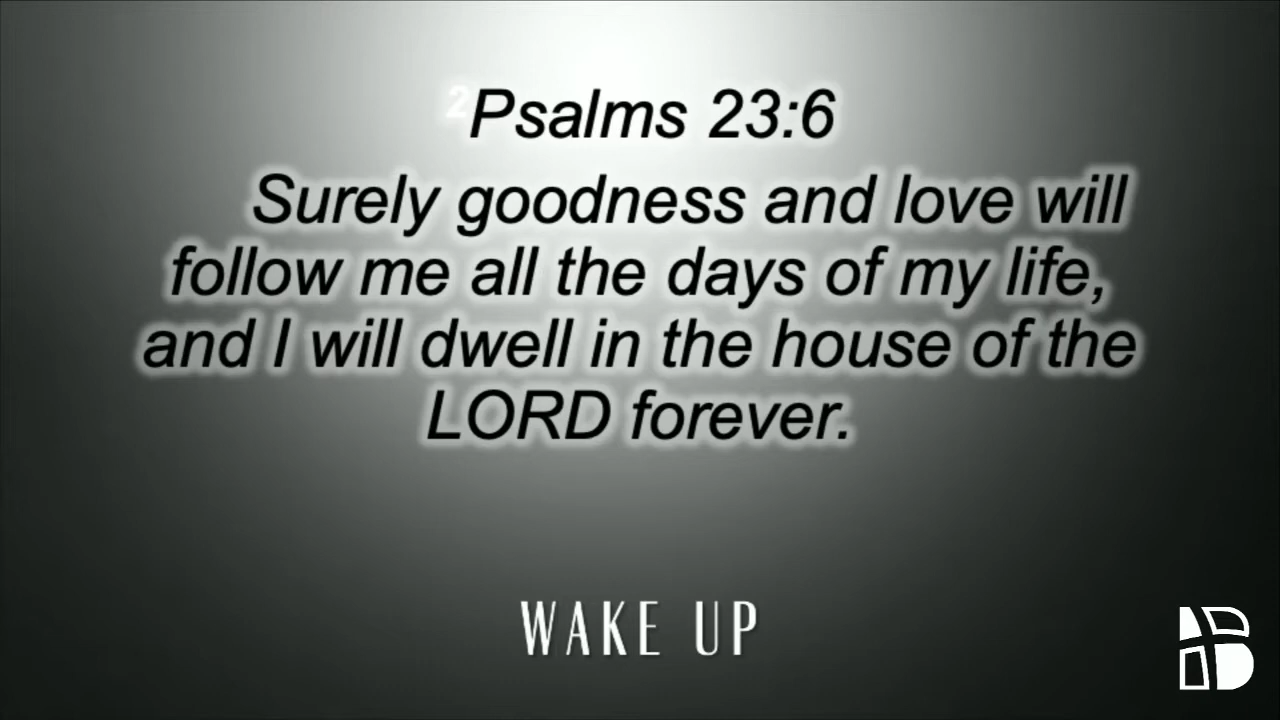 ²Psalms 23:6
Surely goodness and love will
follow me all the days of my life,
and I will dwell in the house of the
LORD forever.
WAKE UP